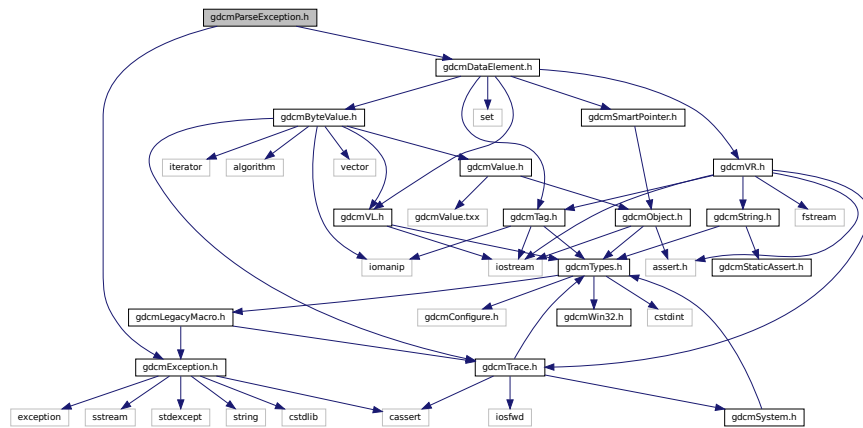 gdcmParseException.h
gdcmDataElement.h
gdcmByteValue.h
set
gdcmSmartPointer.h
iterator
algorithm
vector
gdcmValue.h
gdcmVR.h
gdcmVL.h
gdcmValue.txx
gdcmTag.h
gdcmObject.h
gdcmString.h
fstream
iomanip
iostream
gdcmTypes.h
assert.h
gdcmStaticAssert.h
gdcmLegacyMacro.h
gdcmConfigure.h
gdcmWin32.h
cstdint
gdcmException.h
gdcmTrace.h
exception
sstream
stdexcept
string
cstdlib
cassert
iosfwd
gdcmSystem.h